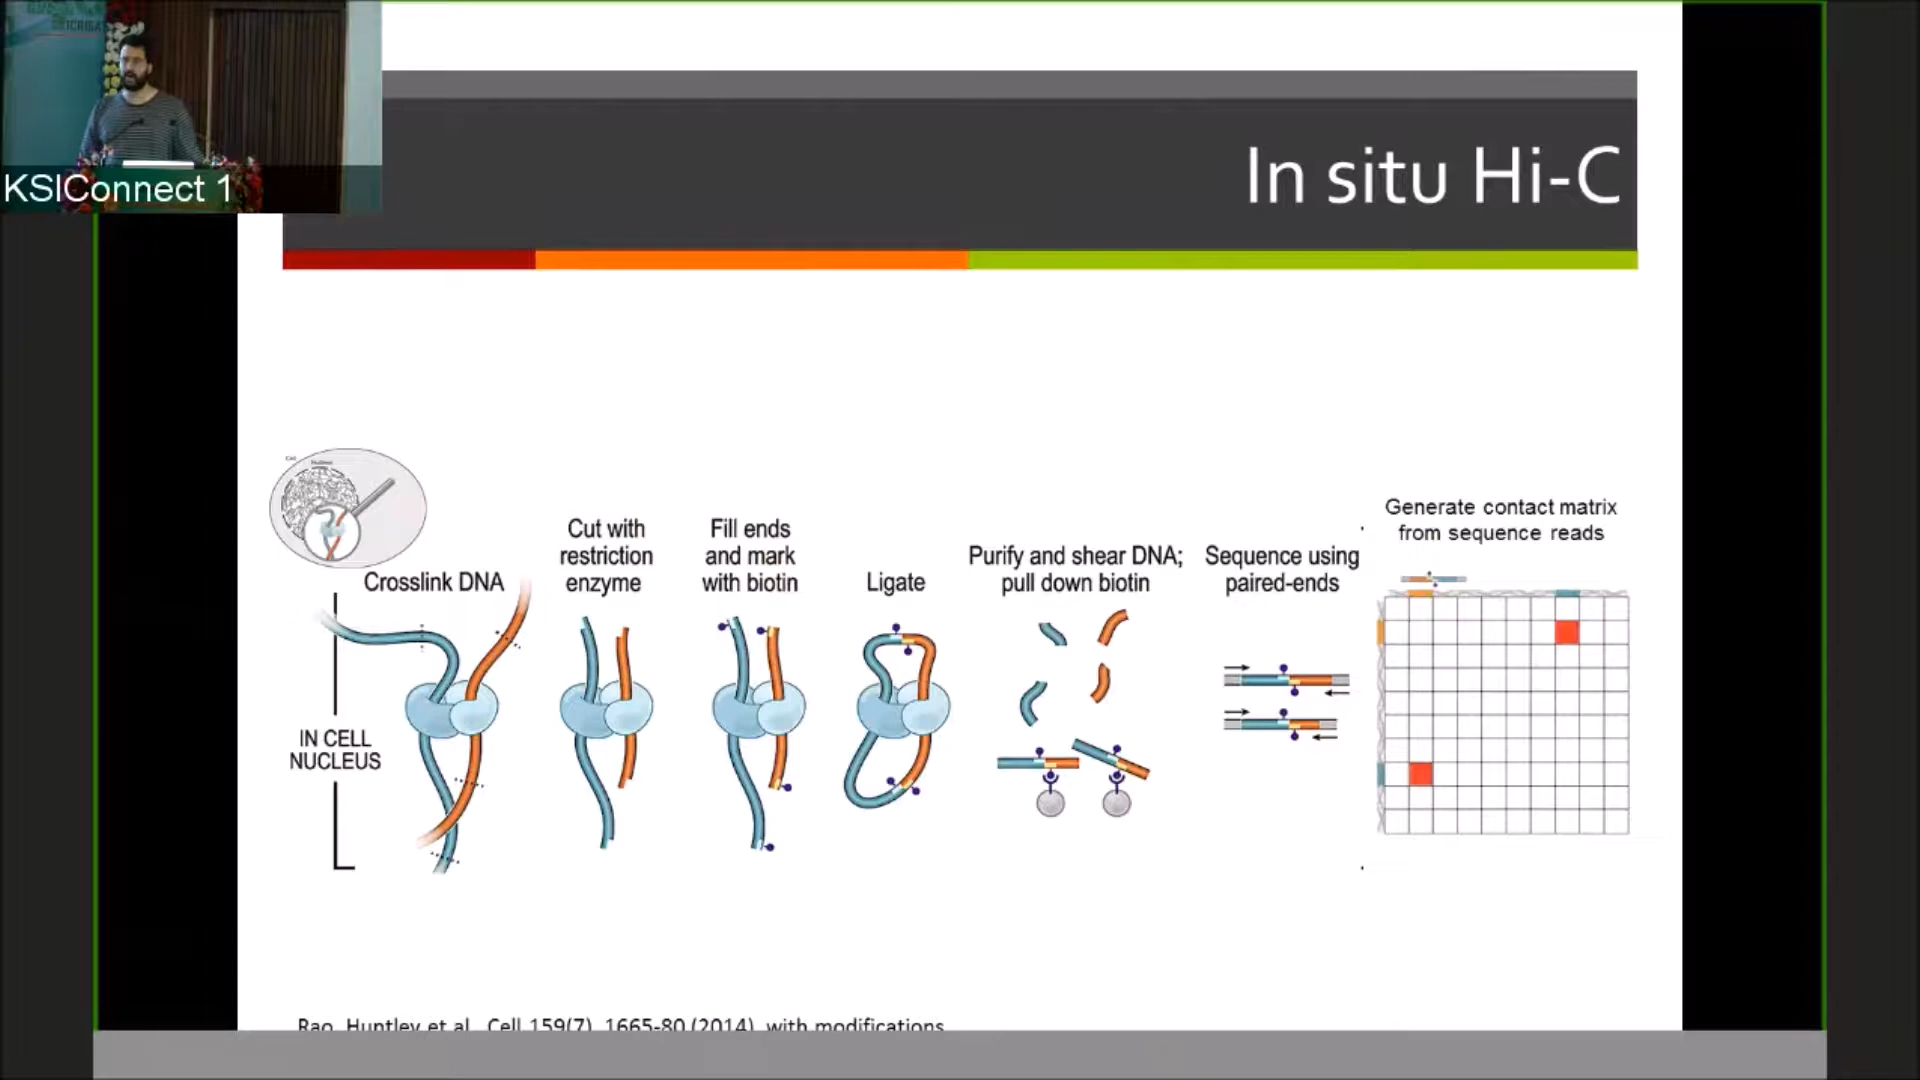 ICRISAT
KSIConnect 1
In situ Hi-C
Crosslink DNA
Cut with
restriction
enzyme
Fill ends
and mark
with biotin
Ligate
Purify and shear DNA;
pull down biotin
Sequence using
paired-ends
Generate contact matrix
from sequence reads
IN CELL
NUCLEUS
Rao, Huntley et al., Cell 159(7), 1665-80 (2014), with modifications